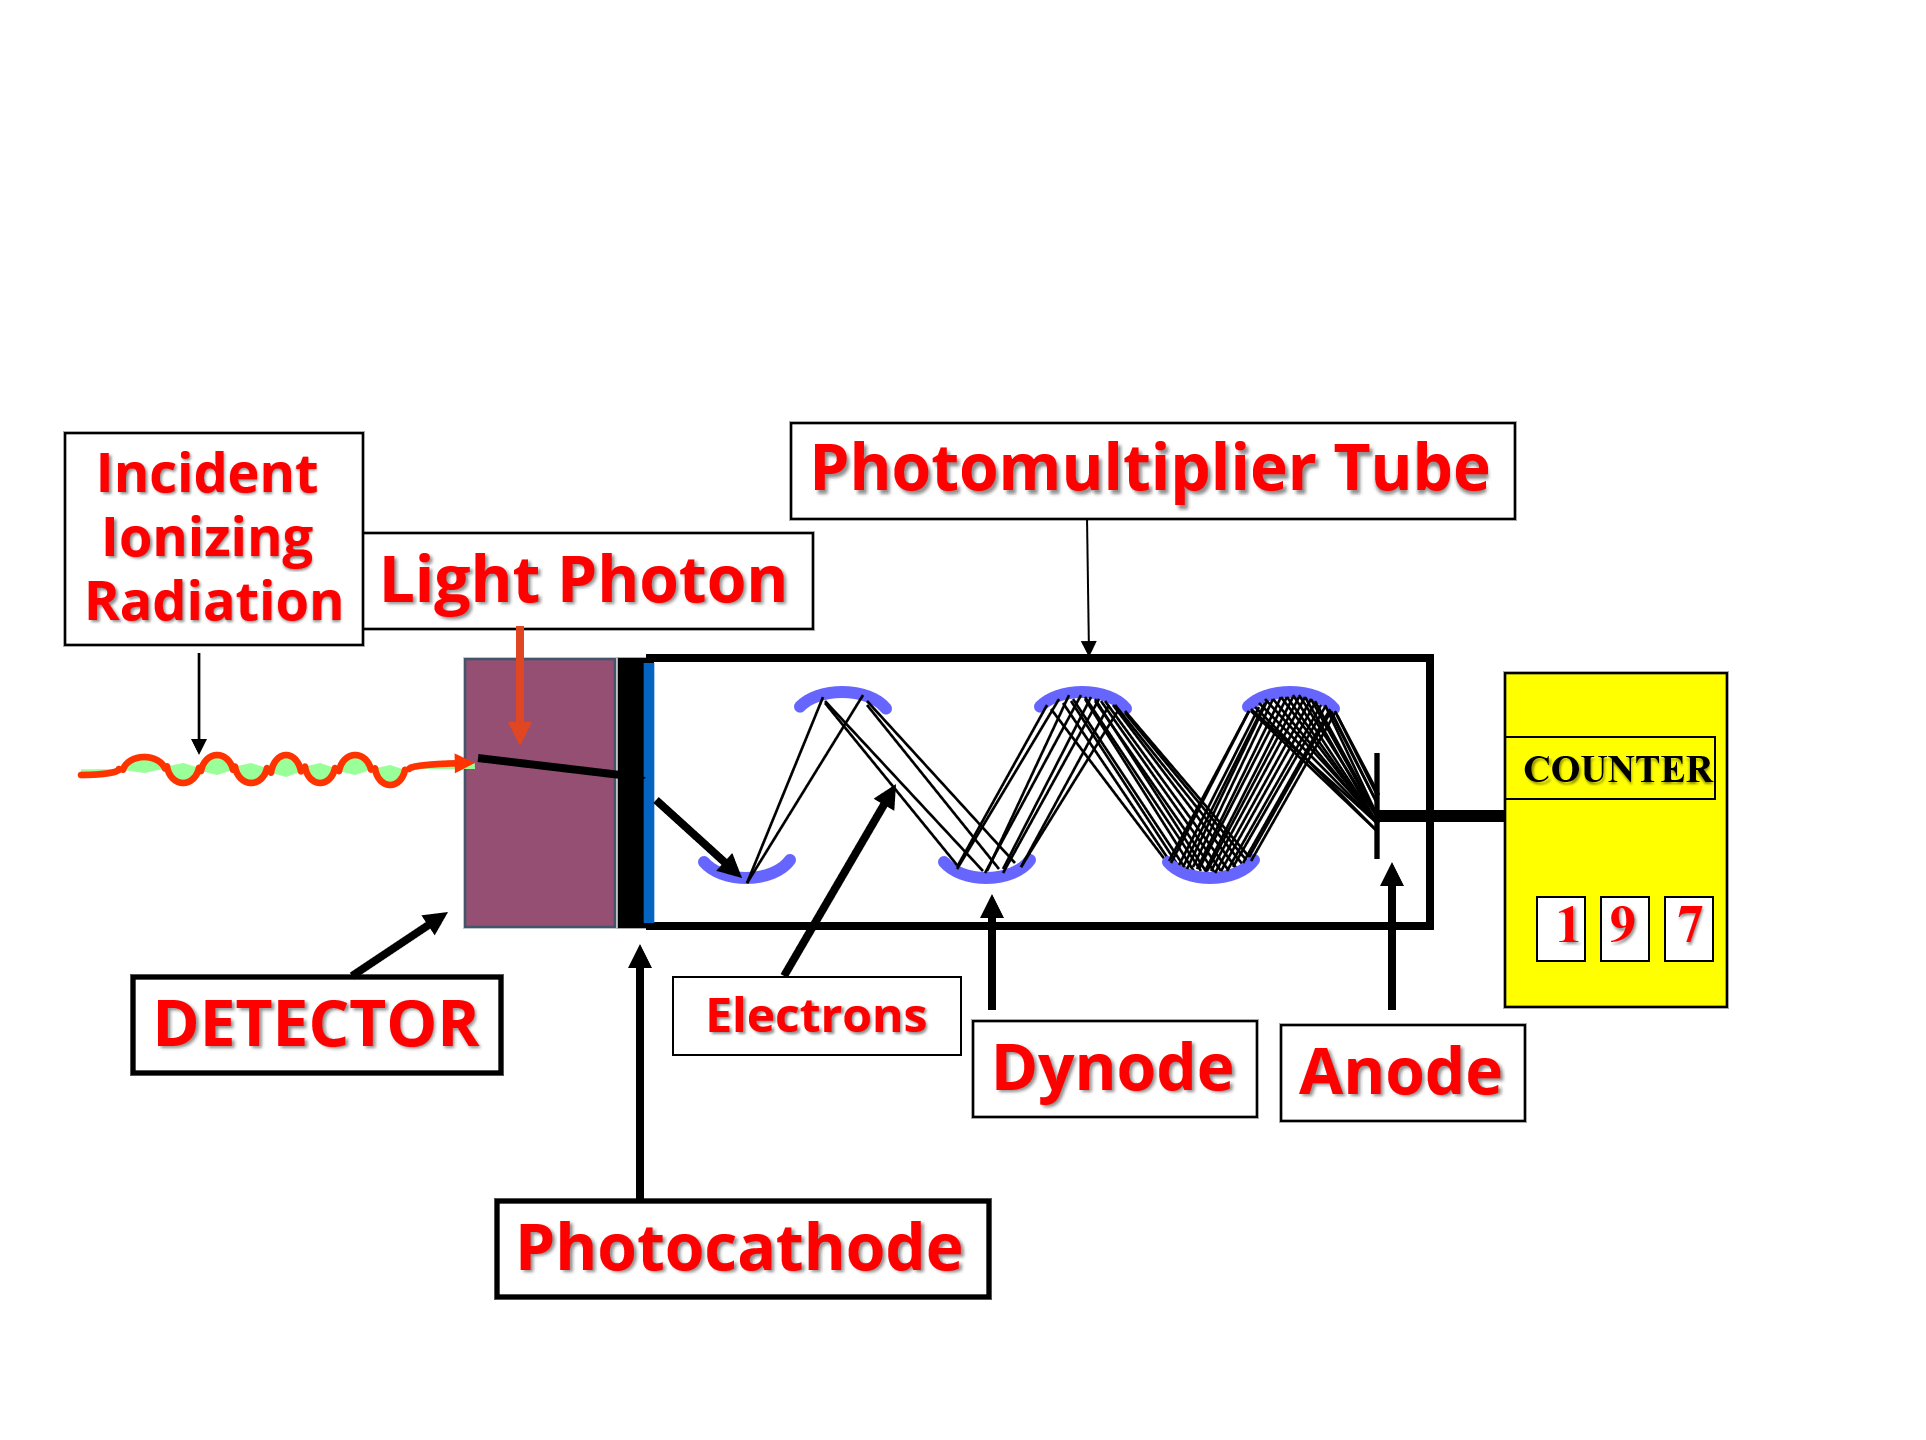 Photomultiplier Tube
Incident
Ionizing
Radiation
Light Photon
COUNTER
1 9 7
DETECTOR
Electrons
Dynode
Anode
Photocathode